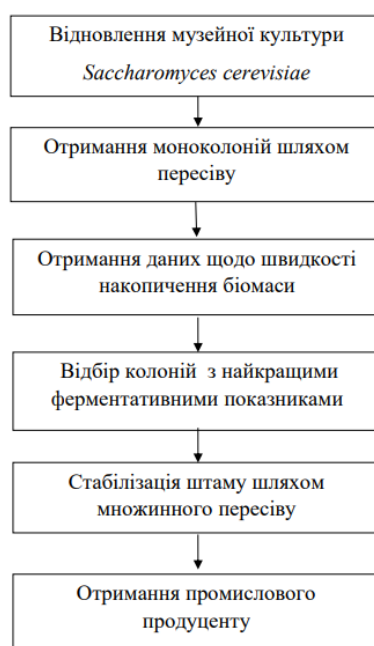 Відновлення музейної культури
Saccharomyces cerevisiae
Отримання моноколоній шляхом
пересіву
Отримання даних щодо швидкості
накопичення біомаси
Відбір колоній з найкращими
ферментативними показниками
Стабілізація штаму шляхом
множинного пересіву
Отримання промислового
продуценту